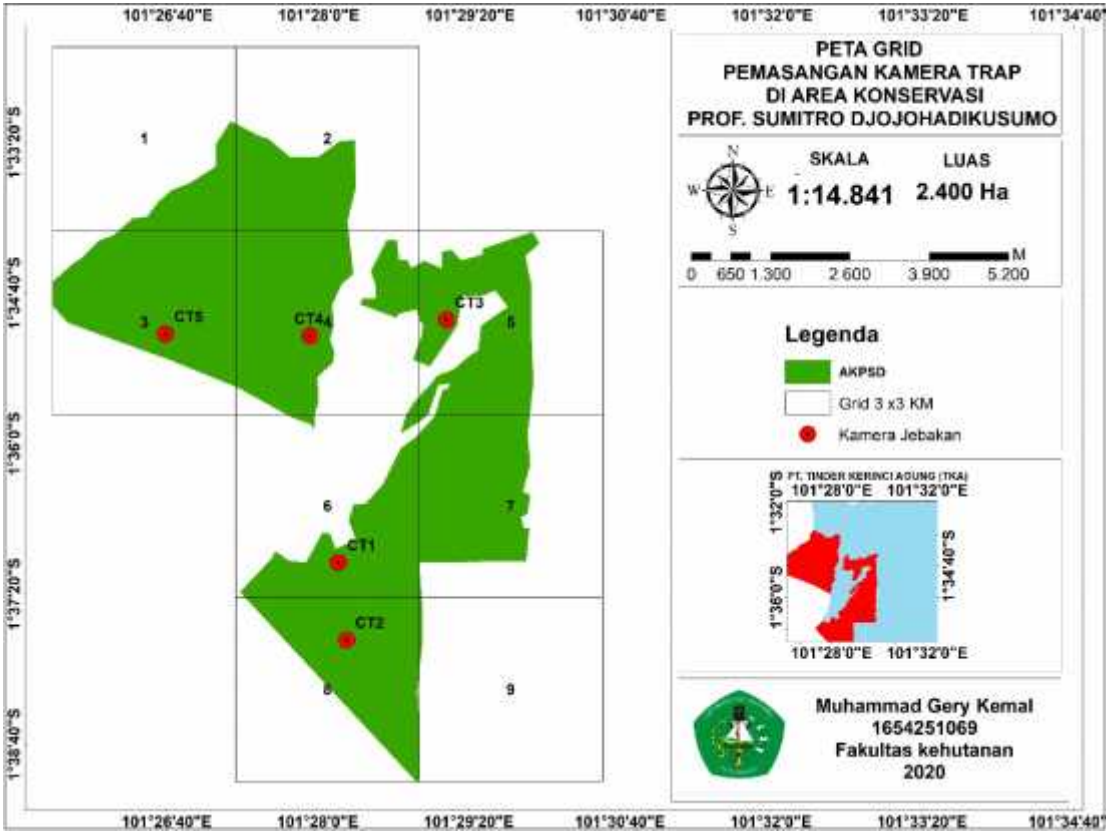 101°26'40"E 101°28'0"E 101°29'20"E 101°30'40"E 101°32'0"E 101°33'20"E 101°34'40"E
1°33'20"S
1°34'40"S
1°36'0"S
1°37'20"S
1°38'40"S
1 2
3 CT5 CT4 4 CT3 5
6 7
CT1
CT2
8 9
PETA GRID
PEMASANGAN KAMERA TRAP
DI AREA KONSERVASI
PROF. SUMITRO DJOJOHADIKUSUMO
N
W E
S
SKALA LUAS
1:14.841 2.400 Ha
M
0 650 1.300 2.600 3.900 5.200
Legenda
AKPSD
Grid 3 x3 KM
Kamera Jebakan
PT. TINDER KERINCI AGUNG (TKA)
101°28'0"E 101°32'0"E
1°32'0"S
1°36'0"S
1°34'40"S
101°28'0"E 101°32'0"E
Muhammad Gery Kemal
1654251069
Fakultas kehutanan
2020
101°26'40"E 101°28'0"E 101°29'20"E 101°30'40"E 101°32'0"E 101°33'20"E 101°34'40"E